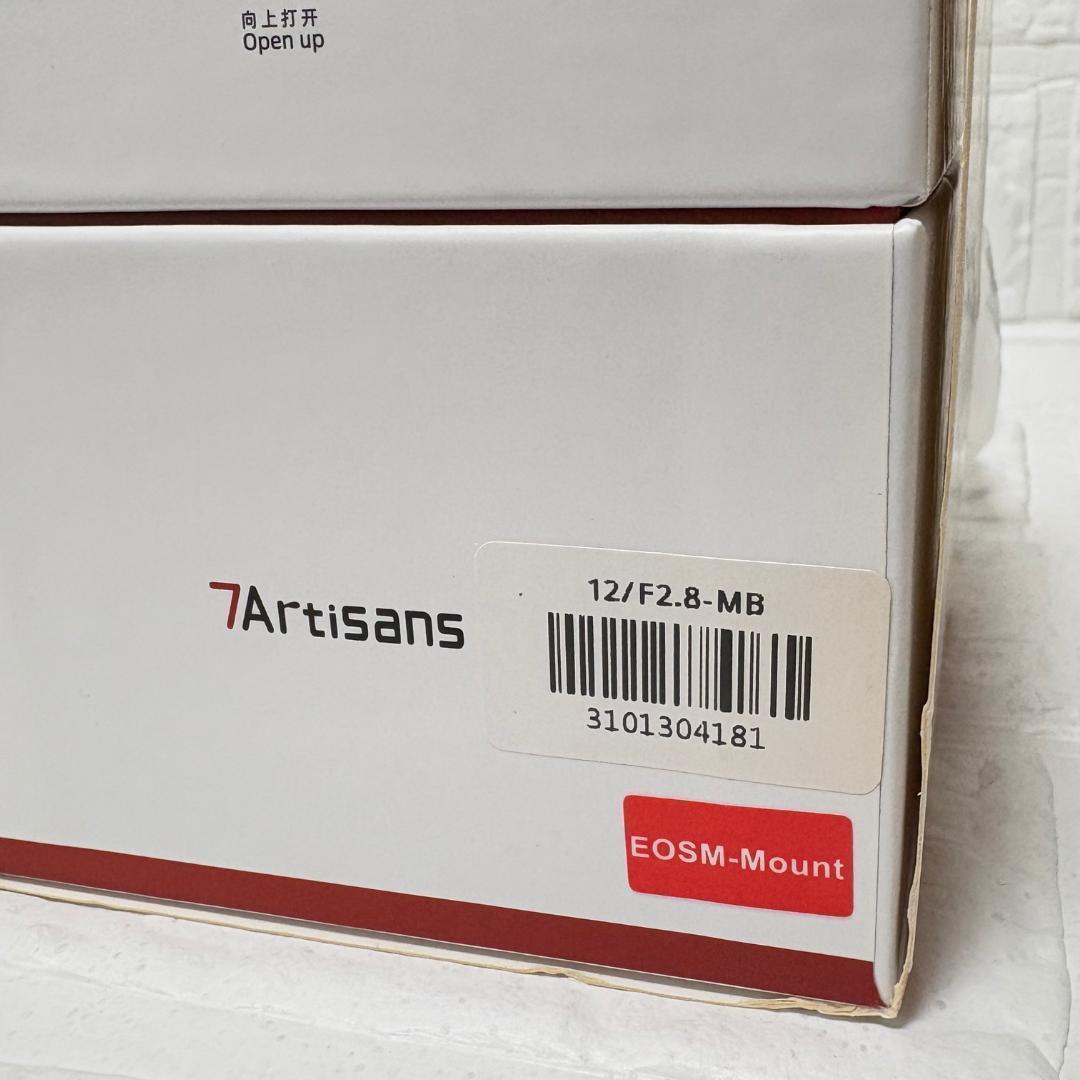 向上打开
Open up
7Artisans
12/F2.8-MB
3101304181
EOSM-Mount